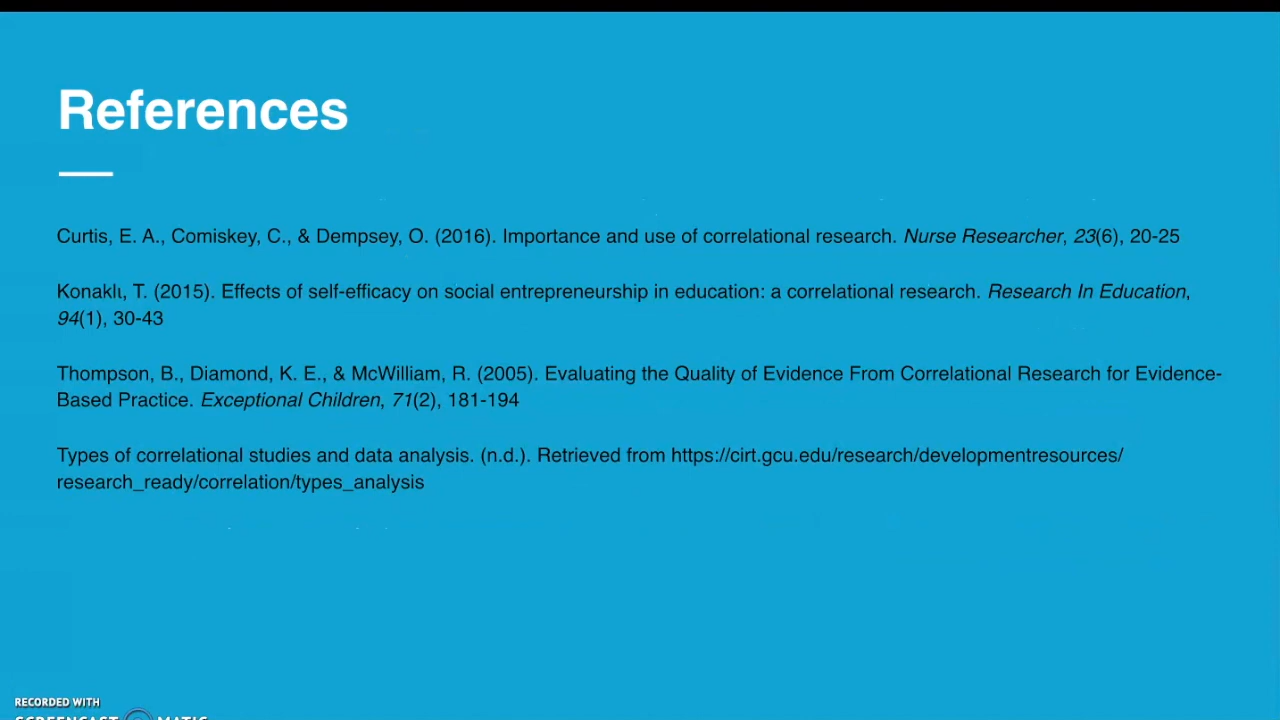 References
Curtis, E. A., Comiskey, C., & Dempsey, O. (2016). Importance and use of correlational research. Nurse Researcher, 23(6), 20-25
Konaklı, T. (2015). Effects of self-efficacy on social entrepreneurship in education: a correlational research. Research In Education,
94(1), 30-43
Thompson, B., Diamond, K. E., & McWilliam, R. (2005). Evaluating the Quality of Evidence From Correlational Research for Evidence-
Based Practice. Exceptional Children, 71(2), 181-194
Types of correlational studies and data analysis. (n.d.). Retrieved from https://cirt.gcu.edu/research/developmentresources/
research_ready/correlation/types_analysis
RECORDED WITH
SCREENCAST MATIC